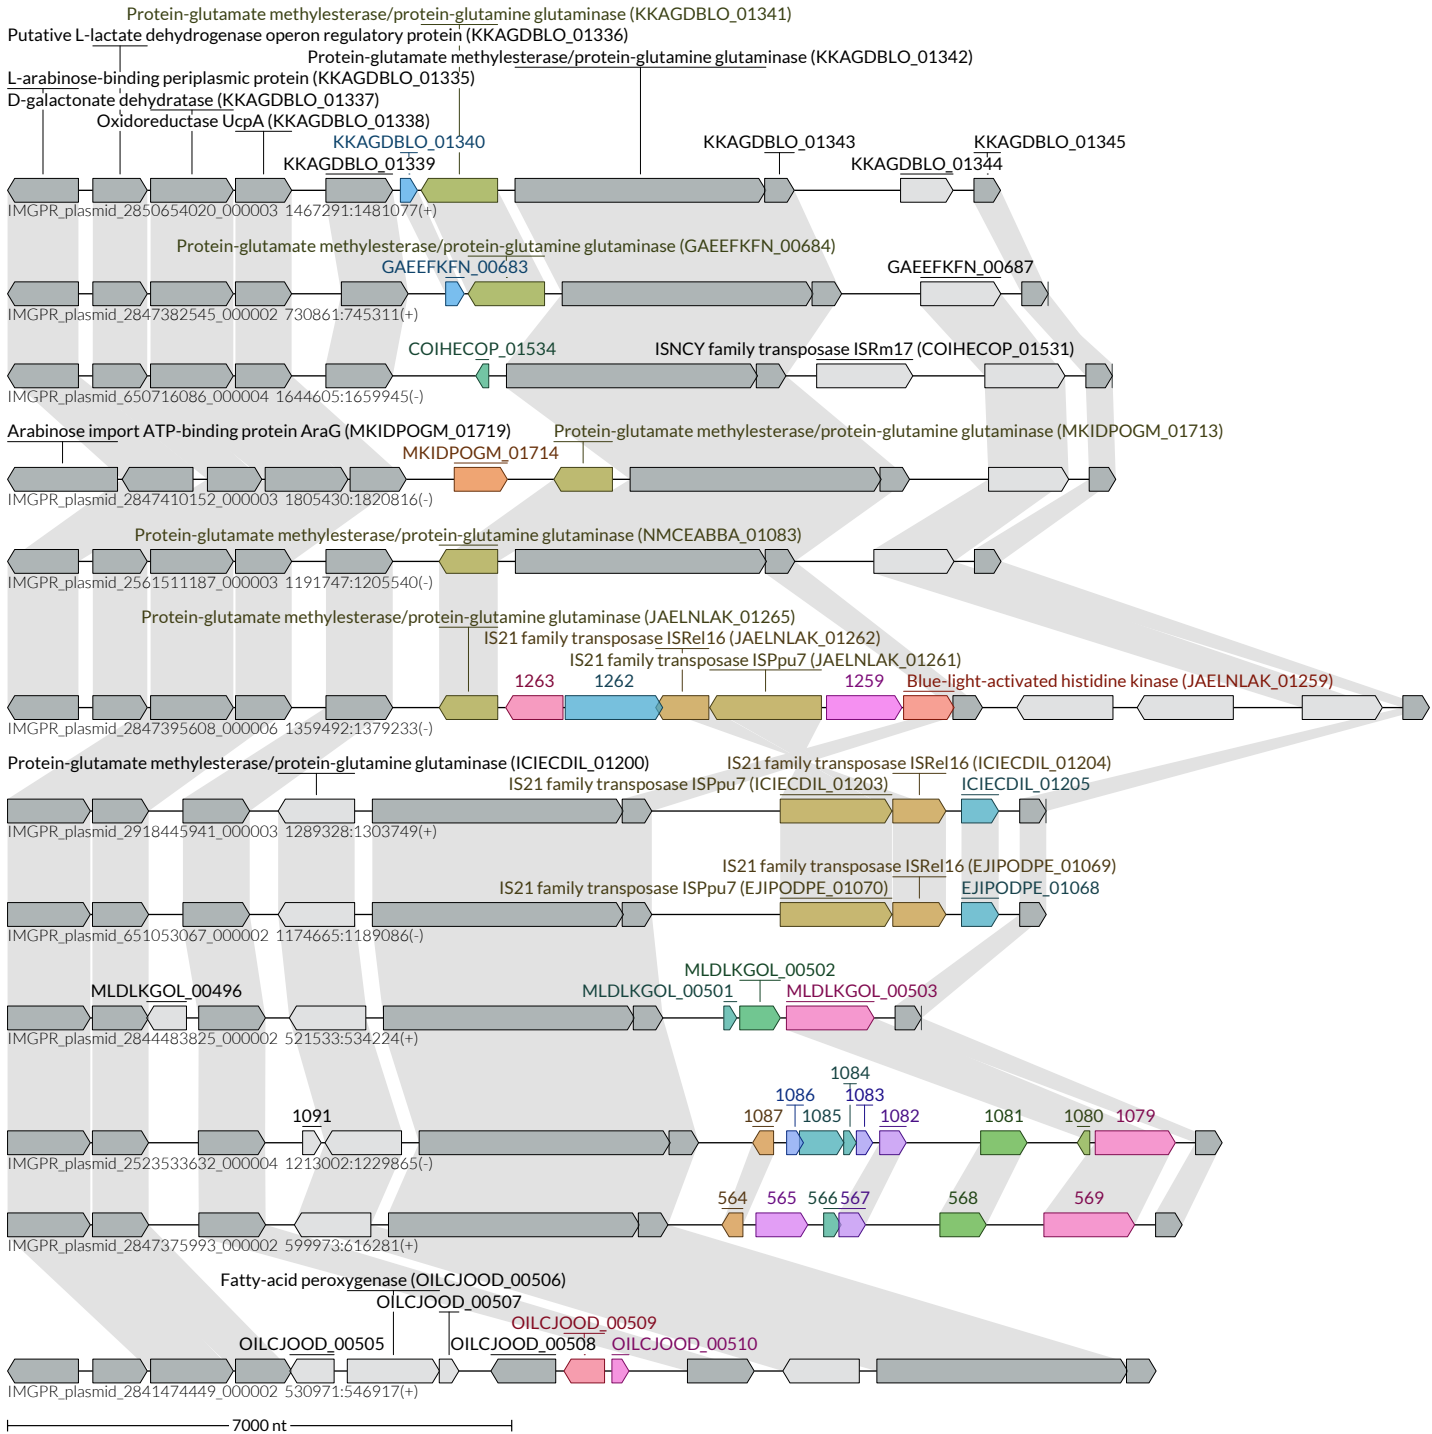 Protein-glutamate methylesterase/protein-glutamine glutaminase (KKAGDBLO_01341)
Putative L-lactate dehydrogenase operon regulatory protein (KKAGDBLO_01336)
Protein-glutamate methylesterase/protein-glutamine glutaminase (KKAGDBLO_01342)
L-arabinose-binding periplasmic protein (KKAGDBLO_01335)
D-galactonate dehydratase (KKAGDBLO_01337)
Oxidoreductase UcpA (KKAGDBLO_01338)
KKAGDBLO_01340 KKAGDBLO_01343 KKAGDBLO_01345
KKAGDBLO_01339 KKAGDBLO_01344
IMGPR_plasmid_2850654020_000003 1467291:1481077(+)
Protein-glutamate methylesterase/protein-glutamine glutaminase (GAEEFKFN_00684)
GAEEFKFN_00683 GAEEFKFN_00687
IMGPR_plasmid_2847382545_000002 730861:745311(+)
COIHECOP_01534 ISNCY family transposase ISRm17 (COIHECOP_01531)
IMGPR_plasmid_650716086_000004 1644605:1659945(-)
Arabinose import ATP-binding protein AraG (MKIDPOGM_01719) Protein-glutamate methylesterase/protein-glutamine glutaminase (MKIDPOGM_01713)
MKIDPOGM_01714
IMGPR_plasmid_2847410152_000003 1805430:1820816(-)
Protein-glutamate methylesterase/protein-glutamine glutaminase (NMCEABBA_01083)
IMGPR_plasmid_2561511187_000003 1191747:1205540(-)
Protein-glutamate methylesterase/protein-glutamine glutaminase (JAELNLAK_01265)
IS21 family transposase ISRel16 (JAELNLAK_01262)
IS21 family transposase ISPpu7 (JAELNLAK_01261)
1263 1262 1259 Blue-light-activated histidine kinase (JAELNLAK_01259)
IMGPR_plasmid_2847395608_000006 1359492:1379233(-)
Protein-glutamate methylesterase/protein-glutamine glutaminase (ICIECDIL_01200) IS21 family transposase ISRel16 (ICIECDIL_01204)
IS21 family transposase ISPpu7 (ICIECDIL_01203) ICIECDIL_01205
IMGPR_plasmid_2918445941_000003 1289328:1303749(+)
IS21 family transposase ISRel16 (EJIPODPE_01069)
IS21 family transposase ISPpu7 (EJIPODPE_01070) EJIPODPE_01068
IMGPR_plasmid_651053067_000002 1174665:1189086(-)
MLDLKGOL_00502
MLDLKGOL_00496 MLDLKGOL_00501 MLDLKGOL_00503
IMGPR_plasmid_2844483825_000002 521533:534224(+)
1084
1086 1083
1091 1087 1085 1082 1081 1080 1079
IMGPR_plasmid_2523533632_000004 1213002:1229865(-)
564 565 566 567 568 569
IMGPR_plasmid_2847375993_000002 599973:616281(+)
Fatty-acid peroxygenase (OILCJOOD_00506)
OILCJOOD_00507
OILCJOOD_00509
OILCJOOD_00505 OILCJOOD_00508 OILCJOOD_00510
IMGPR_plasmid_2841474449_000002 530971:546917(+)
7000 nt